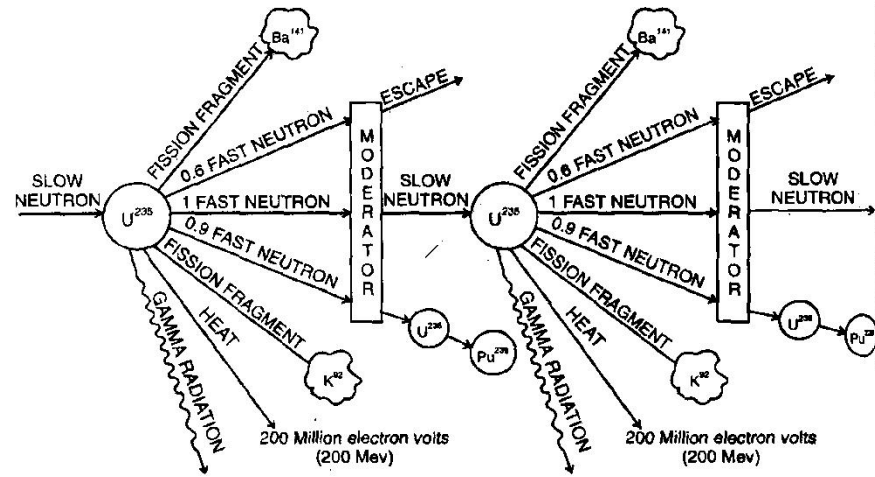 Ba¹⁴¹
FISSION FRAGMENT
ESCAPE
0.6 FAST NEUTRON
SLOW
NEUTRON
U²³⁵
1 FAST NEUTRON
MODERATOR
SLOW
NEUTRON
0.9 FAST NEUTRON
FISSION FRAGMENT
HEAT
GAMMA RADIATION
K⁹²
200 Million electron volts
(200 Mev)
Ba¹⁴¹
FISSION FRAGMENT
ESCAPE
0.6 FAST NEUTRON
U²³⁵
1 FAST NEUTRON
MODERATOR
SLOW
NEUTRON
0.9 FAST NEUTRON
FISSION FRAGMENT
HEAT
GAMMA RADIATION
K⁹²
200 Million electron volts
(200 Mev)